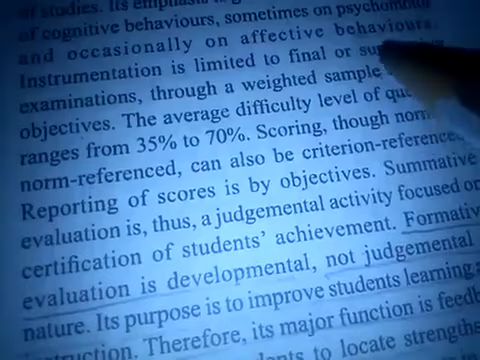 of studies. Its emphasis
of cognitive behaviours, sometimes on psychomotor
and occasionally on affective behaviours.
Instrumentation is limited to final or
examinations, through a weighted sample
objectives. The average difficulty level of
ranges from 35% to 70%. Scoring, though
norm-referenced, can also be criterion-referenced
Reporting of scores is by objectives. Summative
evaluation is, thus, a judgemental activity focused on
certification of students' achievement. Formative
evaluation is developmental, not judgemental
nature. Its purpose is to improve students learning
Therefore, its major function is
to locate strengths